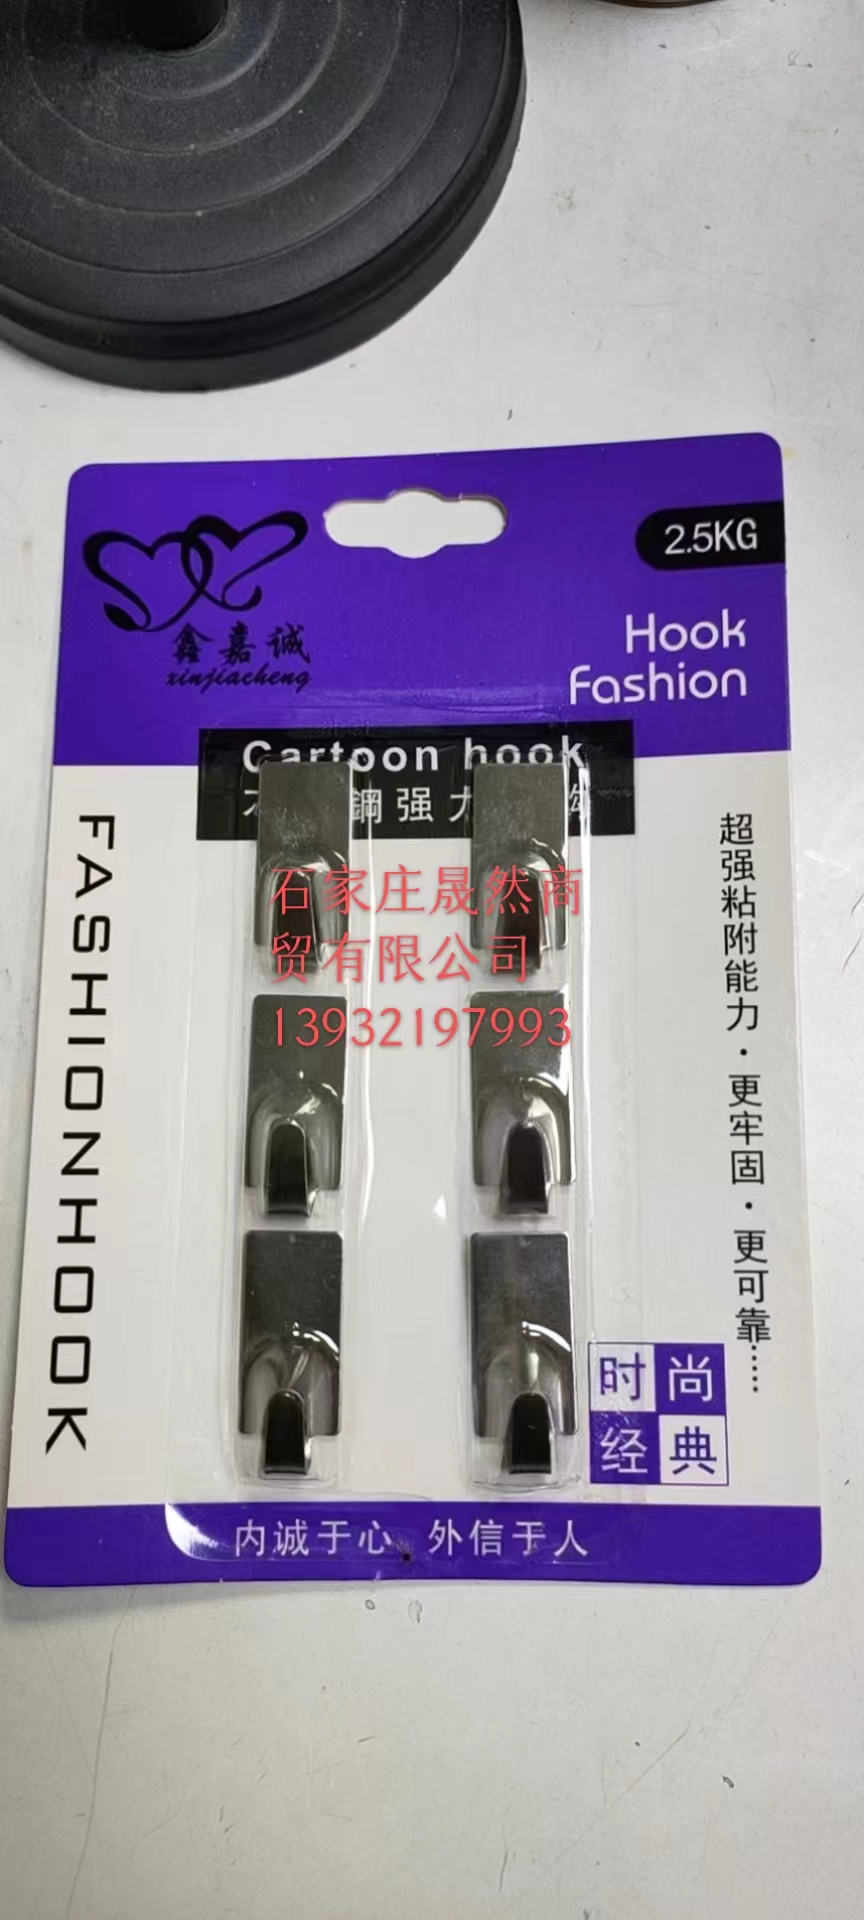 2.5KG
鑫嘉诚
xinjiacheng
Hook
Fashion
Cartoon hook
鋼强力
石家庄晟然商
贸有限公司
13932197993
FASHIONHOOK
超强粘附能力·更牢固·更可靠……
时尚
经典
内诚于心 外信于人